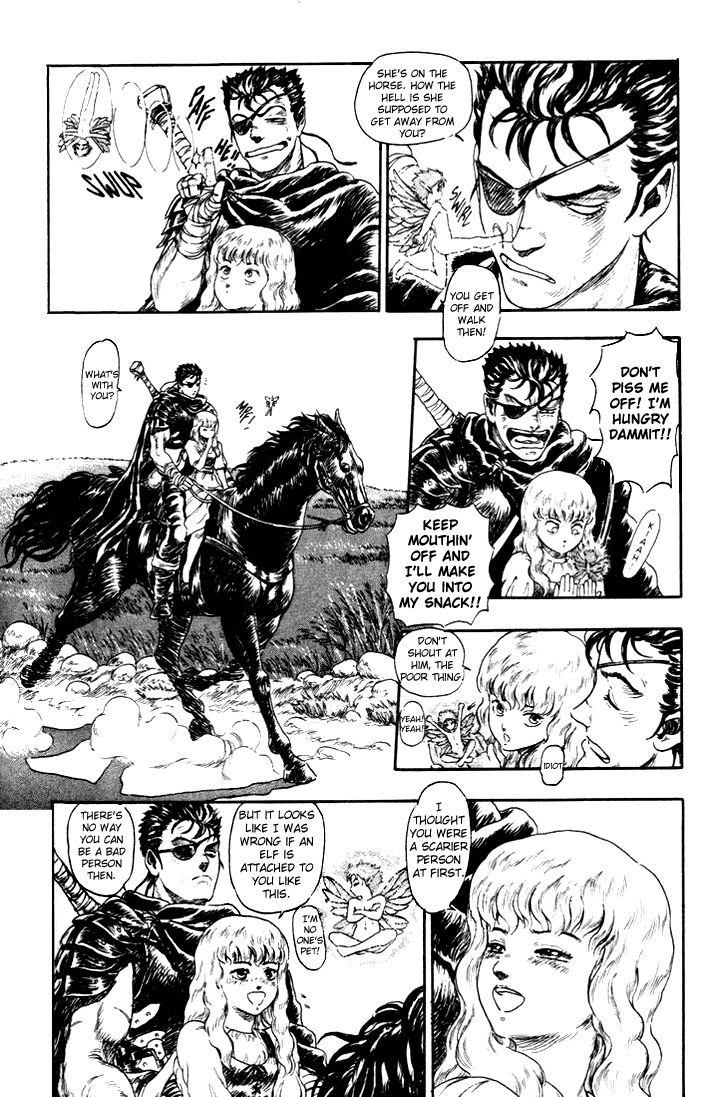 SHE'S ON THE
HORSE. HOW THE
HELL IS SHE
SUPPOSED TO
GET AWAY FROM
YOU?
YOU GET
OFF AND
WALK
THEN!
PAFF
HE..
SWUP
DON'T
PISS ME
OFF! I'M
HUNGRY
DAMMIT!!
KEEP
MOUTHIN'
OFF AND
I'LL MAKE
YOU INTO
MY SNACK!!
WHAT'S
WITH
YOU?
DON'T
SHOUT AT
HIM, THE
POOR THING.
YEAH!
YEAH!
IDIOT
I
THOUGHT
YOU WERE
A SCARIER
PERSON
AT FIRST.
BUT IT LOOKS
LIKE I WAS
WRONG IF AN
ELF IS
ATTACHED TO
YOU LIKE
THIS.
I'M
NO
ONE'S
PET!
THERE'S
NO WAY
YOU CAN
BE A BAD
PERSON
THEN.